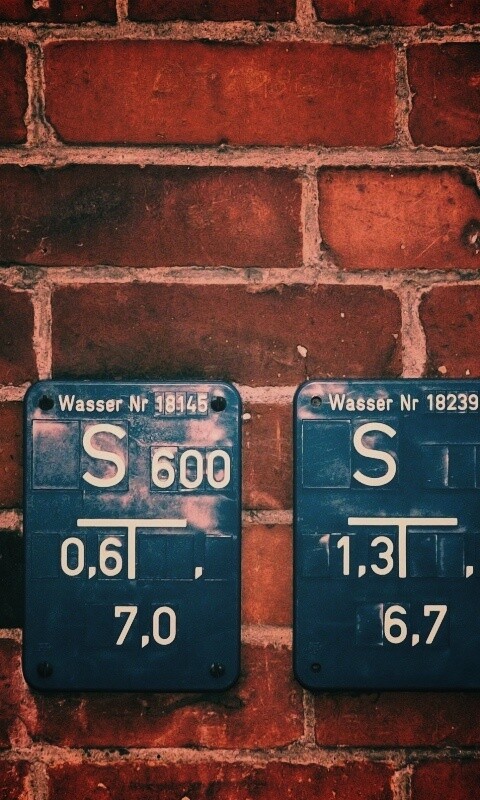 Wasser Nr 18145
S 600
0,6 ,
7,0
Wasser Nr 18239
S
1,3 ,
6,7